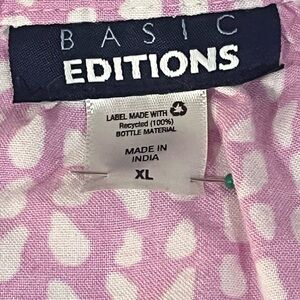 BASIC
EDITIONS
LABEL MADE WITH
Recycled (100%)
BOTTLE MATERIAL
MADE IN
INDIA
XL